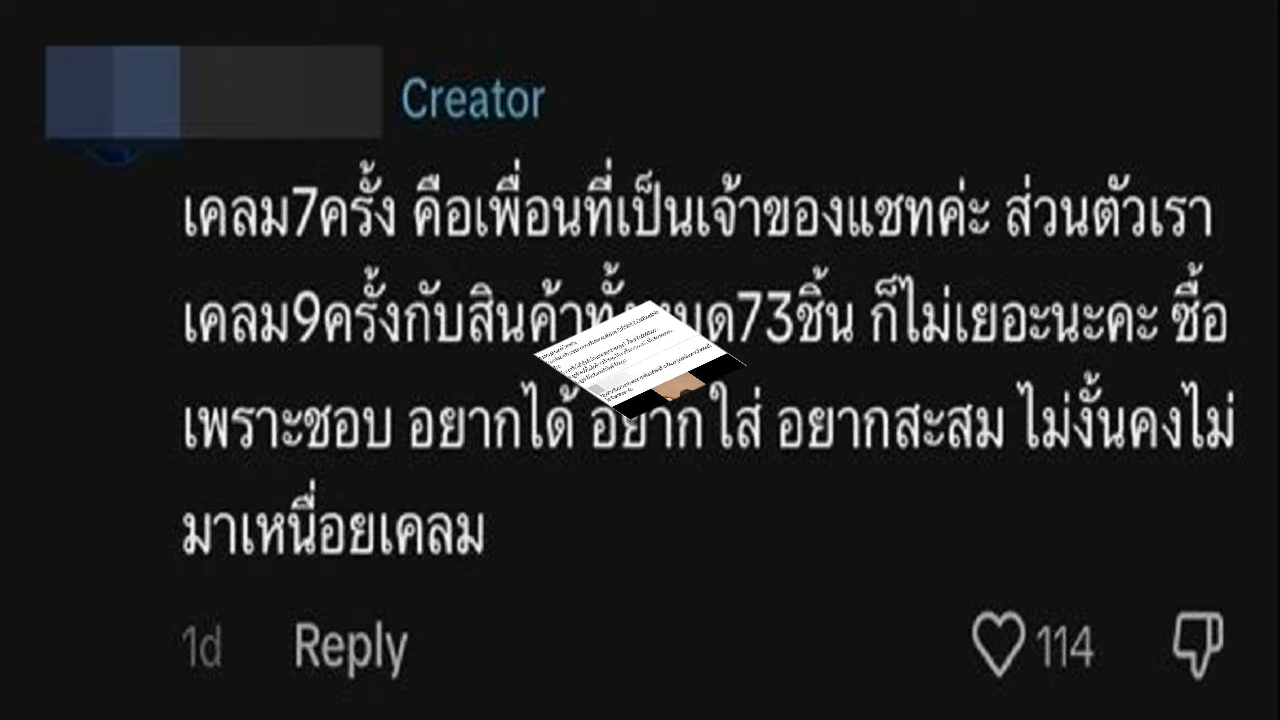 Creator
เคลม7ครั้ง คือเพื่อนที่เป็นเจ้าของแชทค่ะ ส่วนตัวเรา
เคลม9ครั้งกับสินค้าทั้งหมด73ชิ้น ก็ไม่เยอะนะคะ ซื้อ
เพราะชอบ อยากได้ อยากใส่ อยากสะสม ไม่งั้นคงไม่
มาเหนื่อยเคลม
1d Reply 114